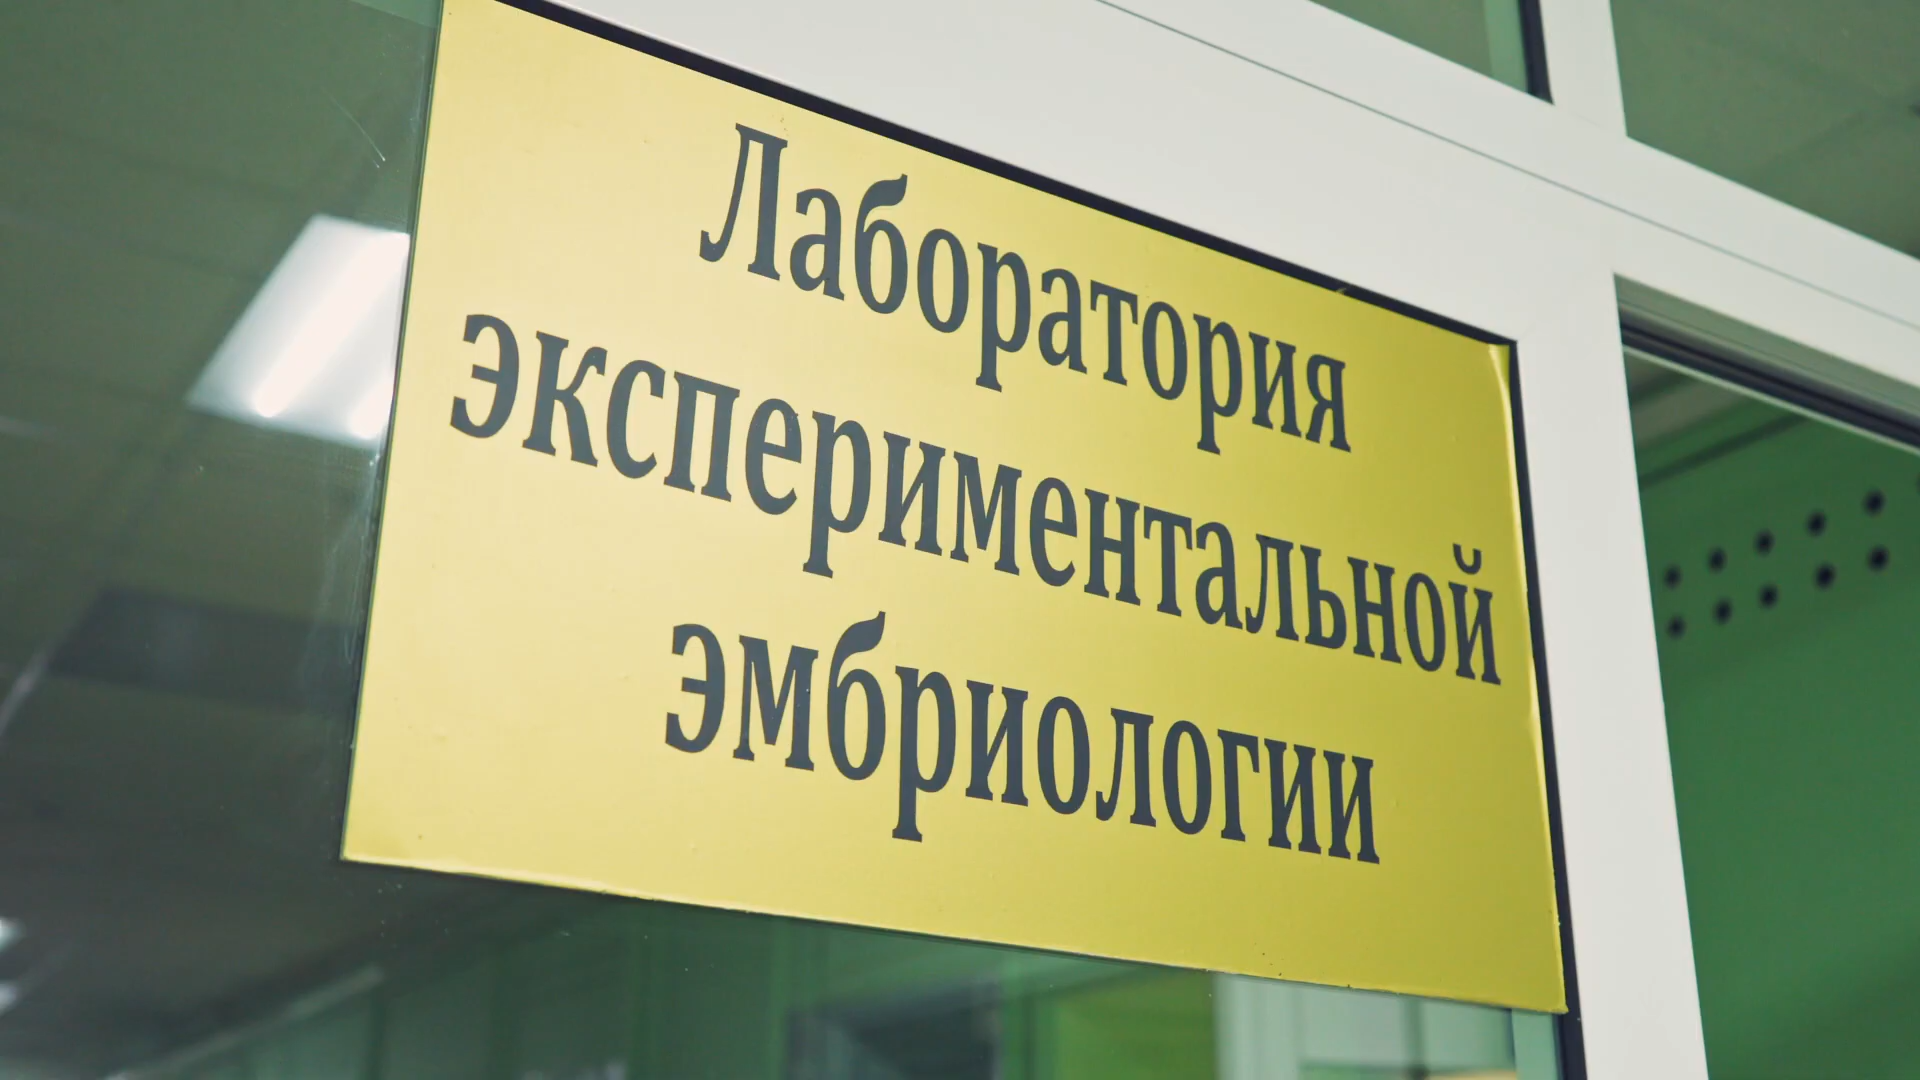 Лаборатория
экспериментальной
эмбриологии